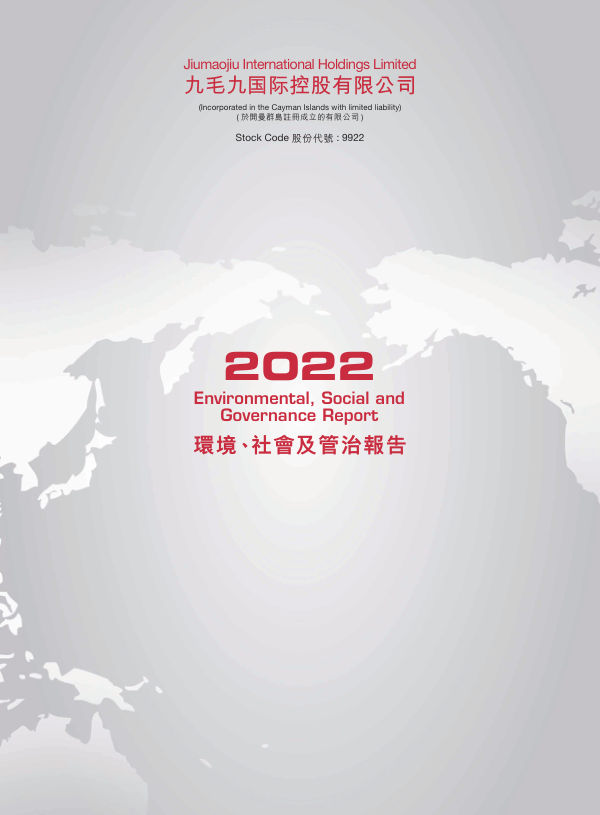 Jiumaojiu International Holdings Limited
九毛九国际控股有限公司
(Incorporated in the Cayman Islands with limited liability)
(於開曼群島註冊成立的有限公司)
Stock Code 股份代號 : 9922
2022
Environmental, Social and
Governance Report
環境、社會及管治報告